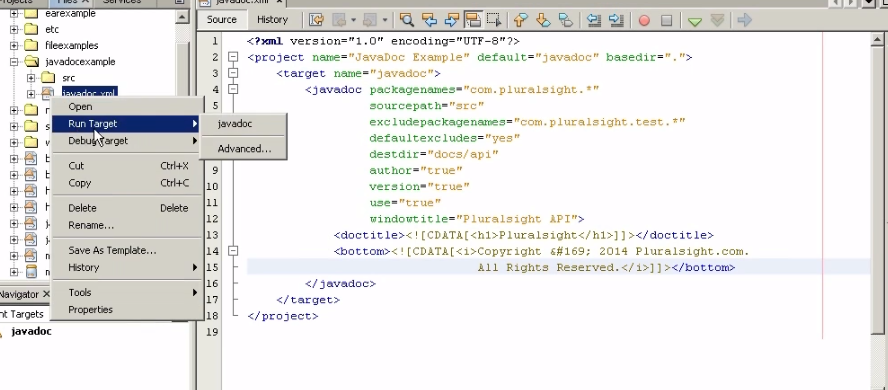 Projects
Files
Services
javadoc.xml
earexample
etc
fileexamples
javadocexample
src
javadoc.xml
Open
Run Target
Debug Target
Cut Ctrl+X
Copy Ctrl+C
Delete Delete
Rename...
Save As Template...
History
Tools
Properties
javadoc
Advanced...
Navigator
nt Targets
javadoc
Source History
1 <?xml version="1.0" encoding="UTF-8"?>
2 <project name="JavaDoc Example" default="javadoc" basedir=".">
3 <target name="javadoc">
4 <javadoc packagenames="com.pluralsight.*"
5 sourcepath="src"
excludepackagenames="com.pluralsight.test.*"
defaultexcludes="yes"
destdir="docs/api"
9 author="true"
10 version="true"
11 use="true"
12 windowtitle="Pluralsight API">
13 <doctitle><![CDATA[<h1>Pluralsight</h1>]]></doctitle>
14 <bottom><![CDATA[<i>Copyright &#169; 2014 Pluralsight.com.
15 All Rights Reserved.</i>]]></bottom>
16 </javadoc>
17 </target>
18 </project>
19